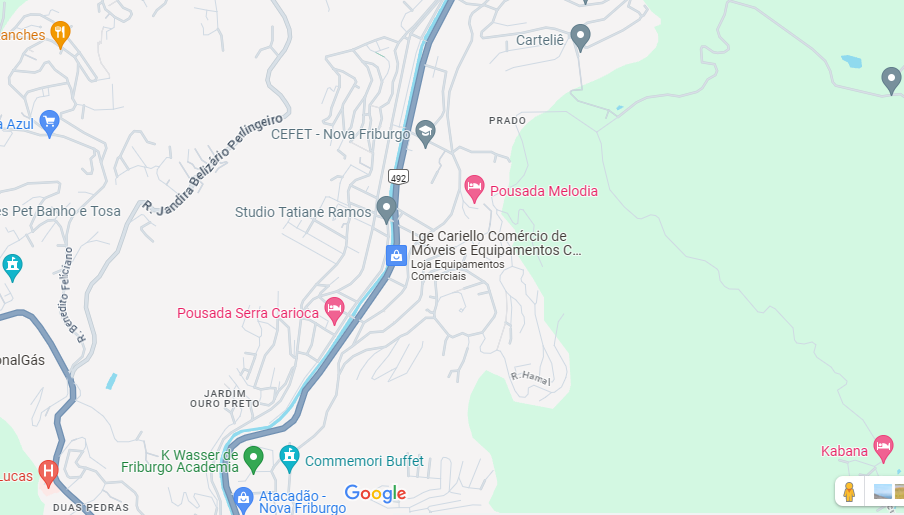 anches
Carteliê
a Azul
PRADO
CEFET - Nova Friburgo
R. Jandira Belizário Perlingeiro
492
Pousada Melodia
es Pet Banho e Tosa
Studio Tatiane Ramos
Lge Cariello Comércio de
Móveis e Equipamentos C...
Loja Equipamentos
Comerciais
R. Benedito Feliciano
Pousada Serra Carioca
onalGás
R. Hamal
JARDIM
OURO PRETO
K Wasser de
Friburgo Academia
Commemori Buffet
Kabana
Lucas
H
DUAS PEDRAS
Atacadão -
Nova Friburgo
Google